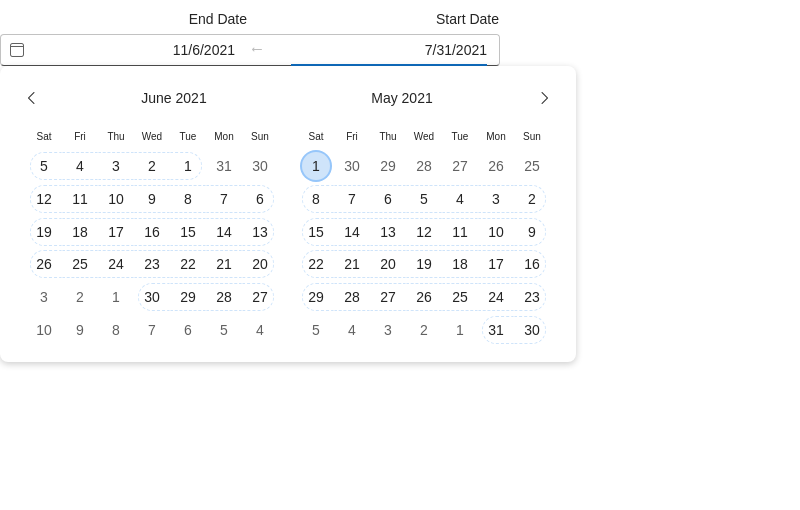 End Date
Start Date
11/6/2021 ← 7/31/2021
June 2021
Sat Fri Thu Wed Tue Mon Sun
5 4 3 2 1 31 30
12 11 10 9 8 7 6
19 18 17 16 15 14 13
26 25 24 23 22 21 20
3 2 1 30 29 28 27
10 9 8 7 6 5 4
May 2021
Sat Fri Thu Wed Tue Mon Sun
1 30 29 28 27 26 25
8 7 6 5 4 3 2
15 14 13 12 11 10 9
22 21 20 19 18 17 16
29 28 27 26 25 24 23
5 4 3 2 1 31 30